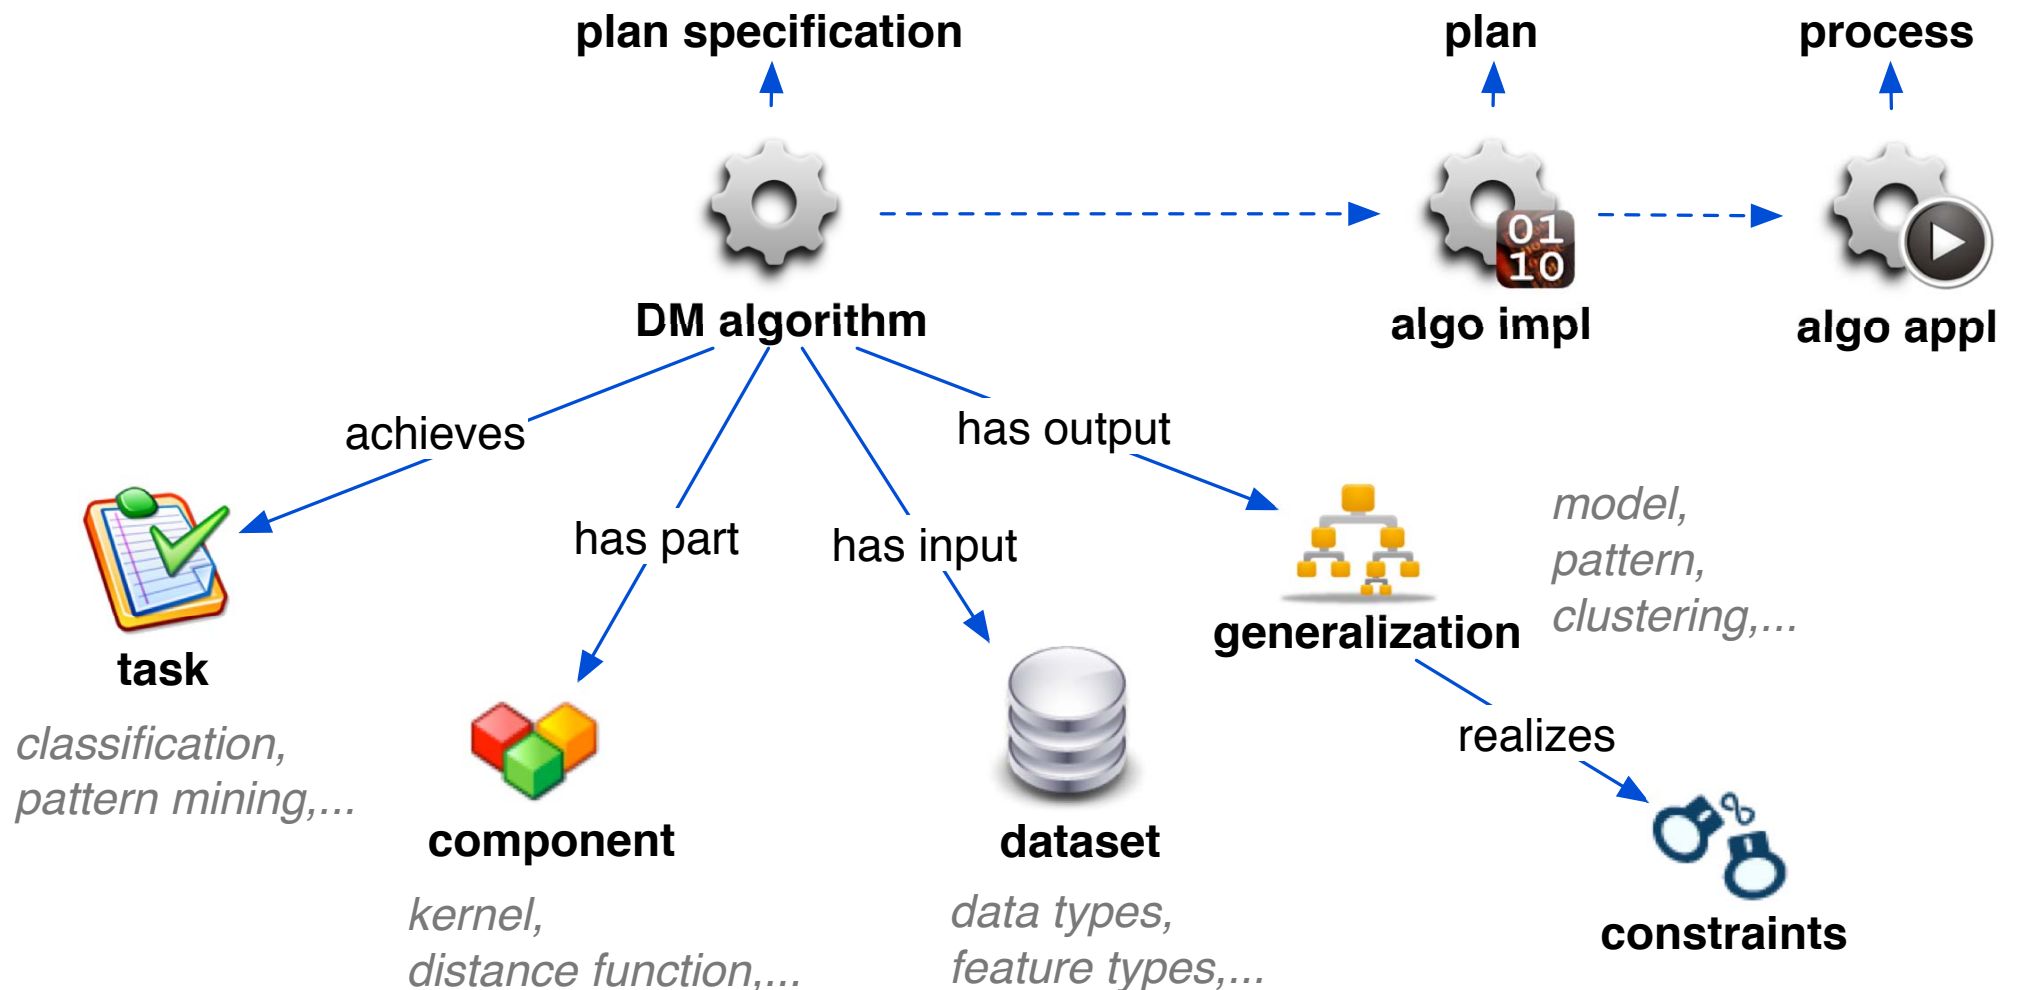 plan specification
plan
process
01
10
DM algorithm
algo impl
algo appl
achieves
has output
has part
has input
model,
pattern,
clustering,...
generalization
task
classification,
pattern mining,...
realizes
component
kernel,
distance function,...
dataset
data types,
feature types,...
constraints